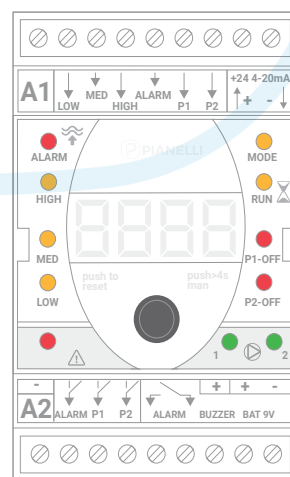 A1
LOW MED HIGH ALARM P1 P2
+24 4-20mA
+ -
ALARM
PIANELLI
MODE
HIGH
RUN
8888
MED
P1-OFF
push to
reset
push>4s
man
LOW
P2-OFF
1
2
- + + -
A2
ALARM P1 P2 ALARM BUZZER BAT 9V